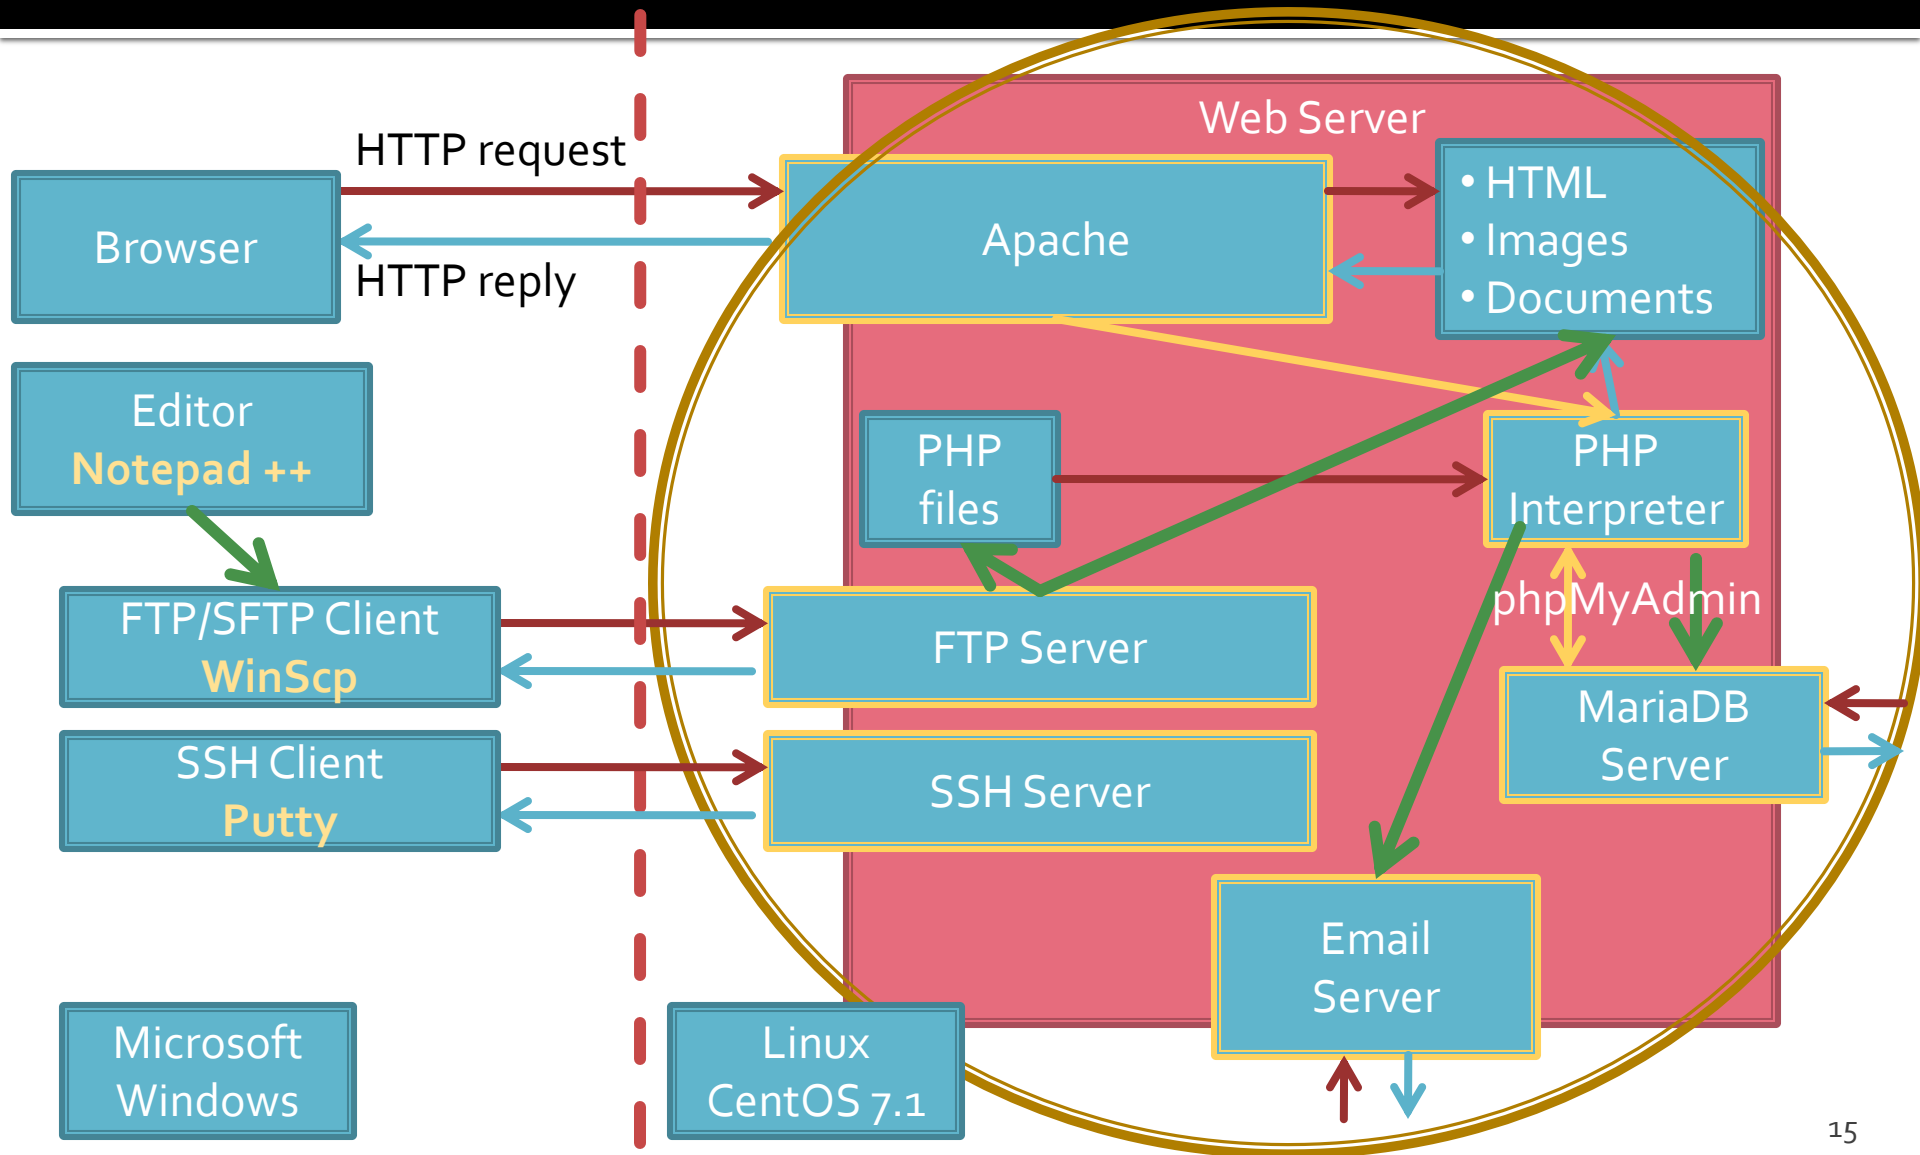 Web Server
HTTP request
Browser
HTTP reply
Apache
• HTML
• Images
• Documents
Editor
Notepad ++
PHP
files
PHP
Interpreter
phpMyAdmin
FTP/SFTP Client
WinScp
FTP Server
MariaDB
Server
SSH Client
Putty
SSH Server
Email
Server
Microsoft
Windows
Linux
CentOS 7.1
15